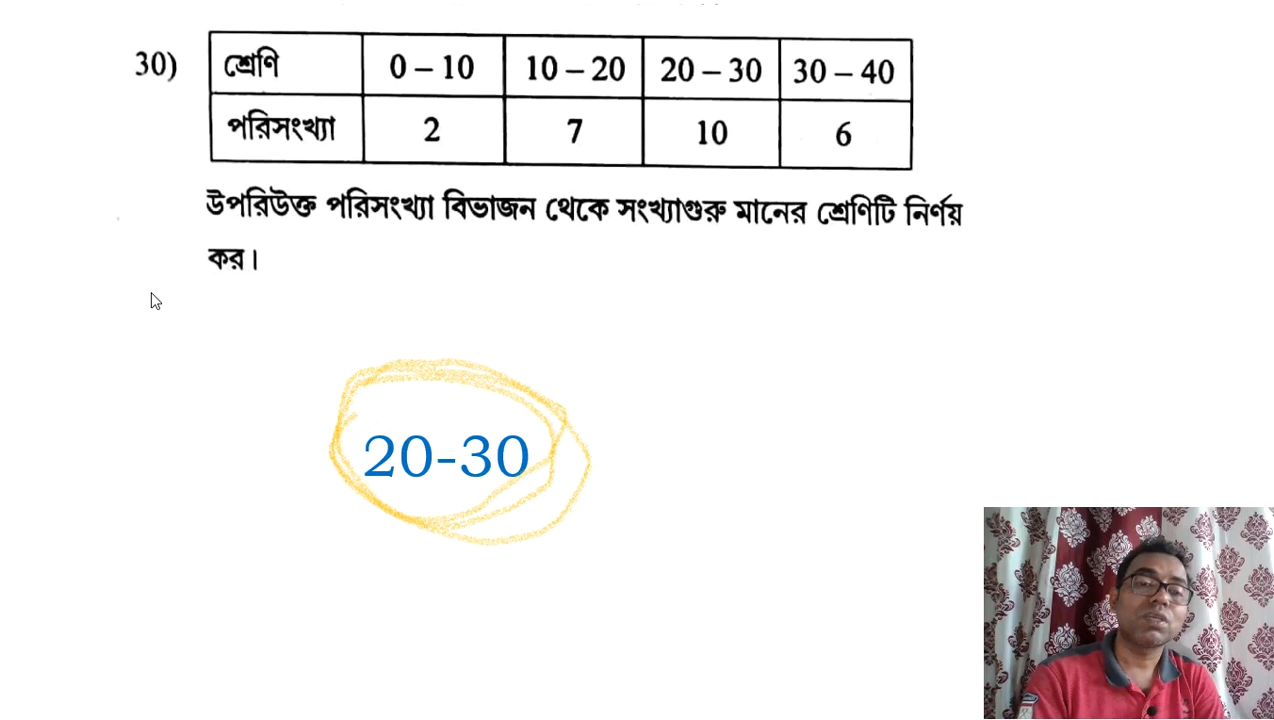 30) শ্রেণি 0 – 10 10 – 20 20 – 30 30 – 40
পরিসংখ্যা 2 7 10 6
উপরিউক্ত পরিসংখ্যা বিভাজন থেকে সংখ্যাগুরু মানের শ্রেণিটি নির্ণয়
কর।
20-30